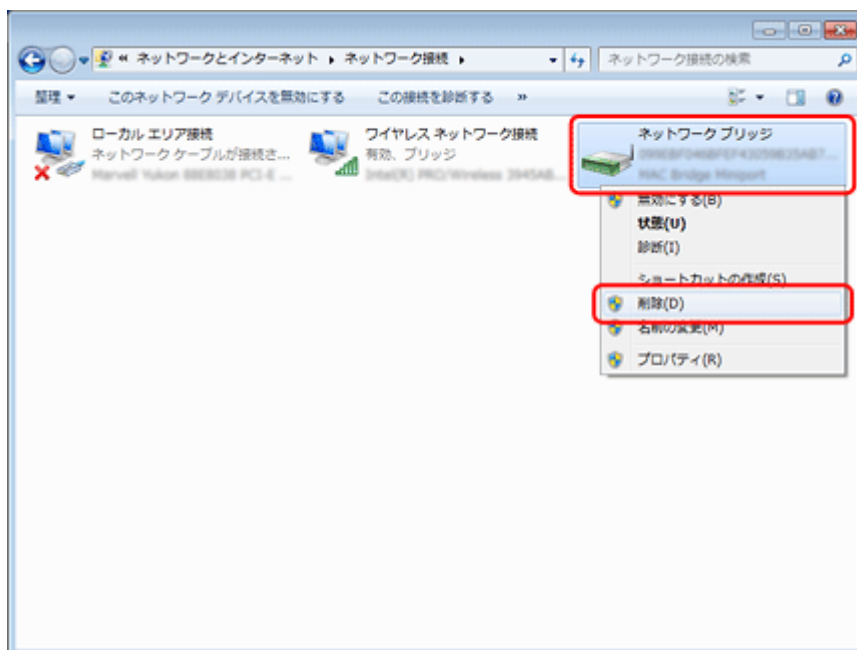 « ネットワークとインターネット ▸ ネットワーク接続 ▸
ネットワーク接続の検索
整理 ▾ このネットワーク デバイスを無効にする この接続を診断する »
ローカル エリア接続
ネットワーク ケーブルが接続さ...
ワイヤレス ネットワーク接続
有効、ブリッジ
ネットワーク ブリッジ
MAC Bridge Miniport
無効にする(B)
状態(U)
診断(I)
ショートカットの作成(S)
削除(D)
名前の変更(M)
プロパティ(R)